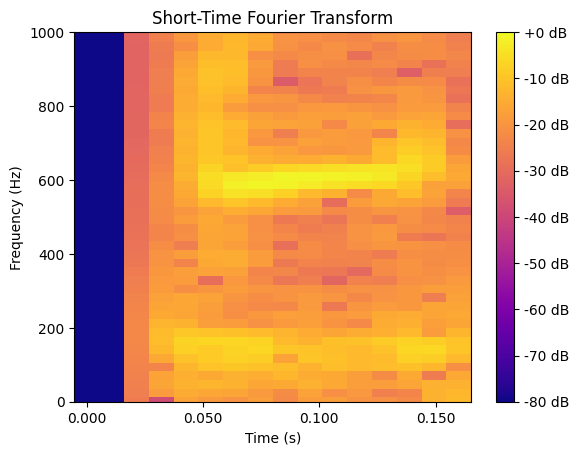 Short-Time Fourier Transform
1000
800
600
400
200
0
Frequency (Hz)
0.000
0.050
0.100
0.150
Time (s)
+0 dB
-10 dB
-20 dB
-30 dB
-40 dB
-50 dB
-60 dB
-70 dB
-80 dB